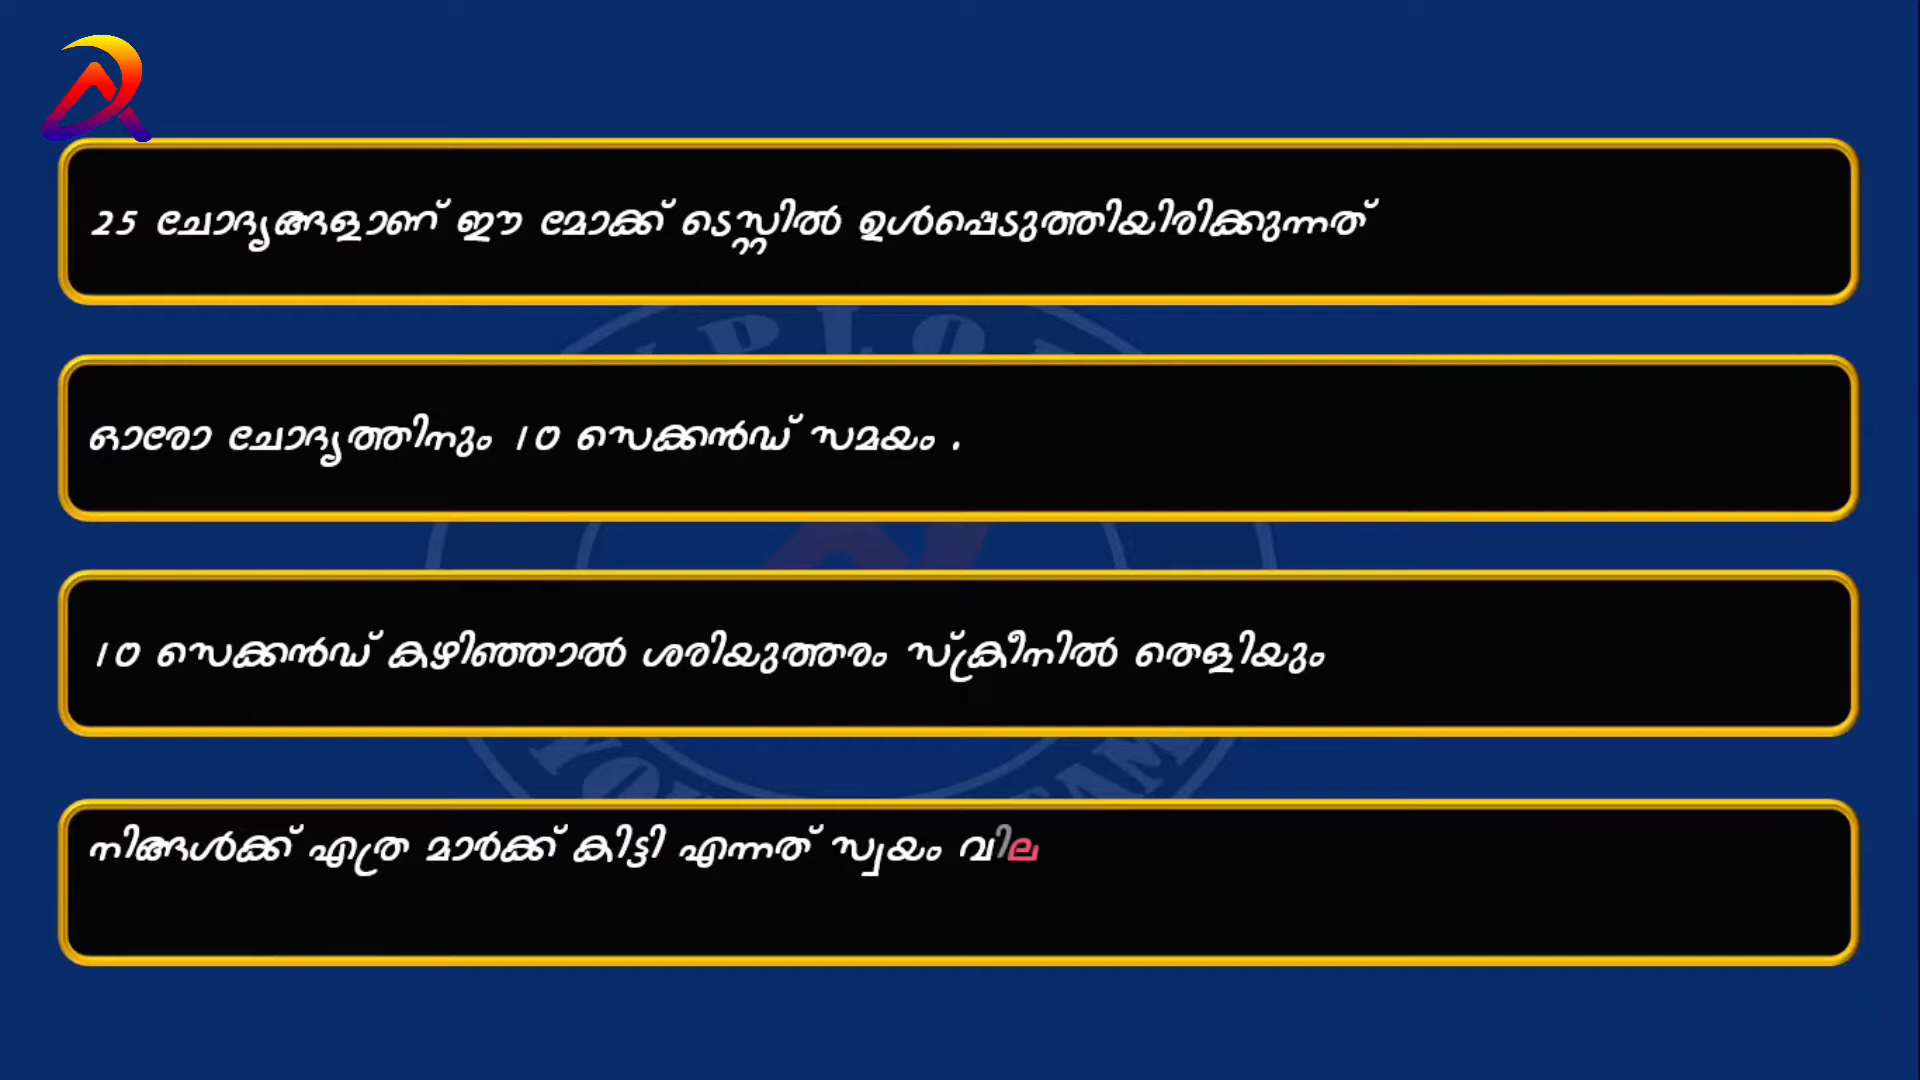 25 ചോദ്യങ്ങളാണ് ഈ മോക്ക് ടെസ്റ്റിൽ ഉൾപ്പെടുത്തിയിരിക്കുന്നത്
ഓരോ ചോദ്യത്തിനും 10 സെക്കൻഡ് സമയം .
10 സെക്കൻഡ് കഴിഞ്ഞാൽ ശരിയുത്തരം സ്ക്രീനിൽ തെളിയും
നിങ്ങൾക്ക് എത്ര മാർക്ക് കിട്ടി എന്നത് സ്വയം വില